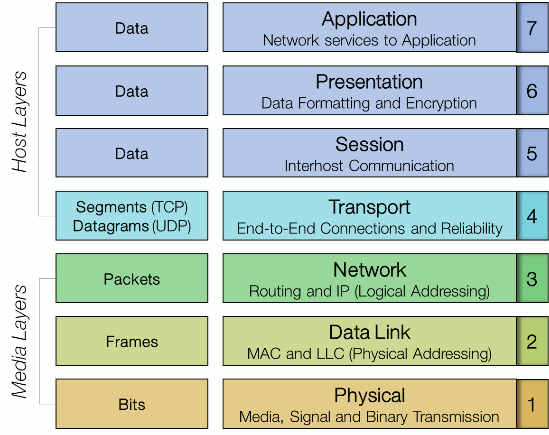 Host Layers
Data
Application
Network services to Application
7
Data
Presentation
Data Formatting and Encryption
6
Data
Session
Interhost Communication
5
Segments (TCP)
Datagrams (UDP)
Transport
End-to-End Connections and Reliability
4
Media Layers
Packets
Network
Routing and IP (Logical Addressing)
3
Frames
Data Link
MAC and LLC (Physical Addressing)
2
Bits
Physical
Media, Signal and Binary Transmission
1